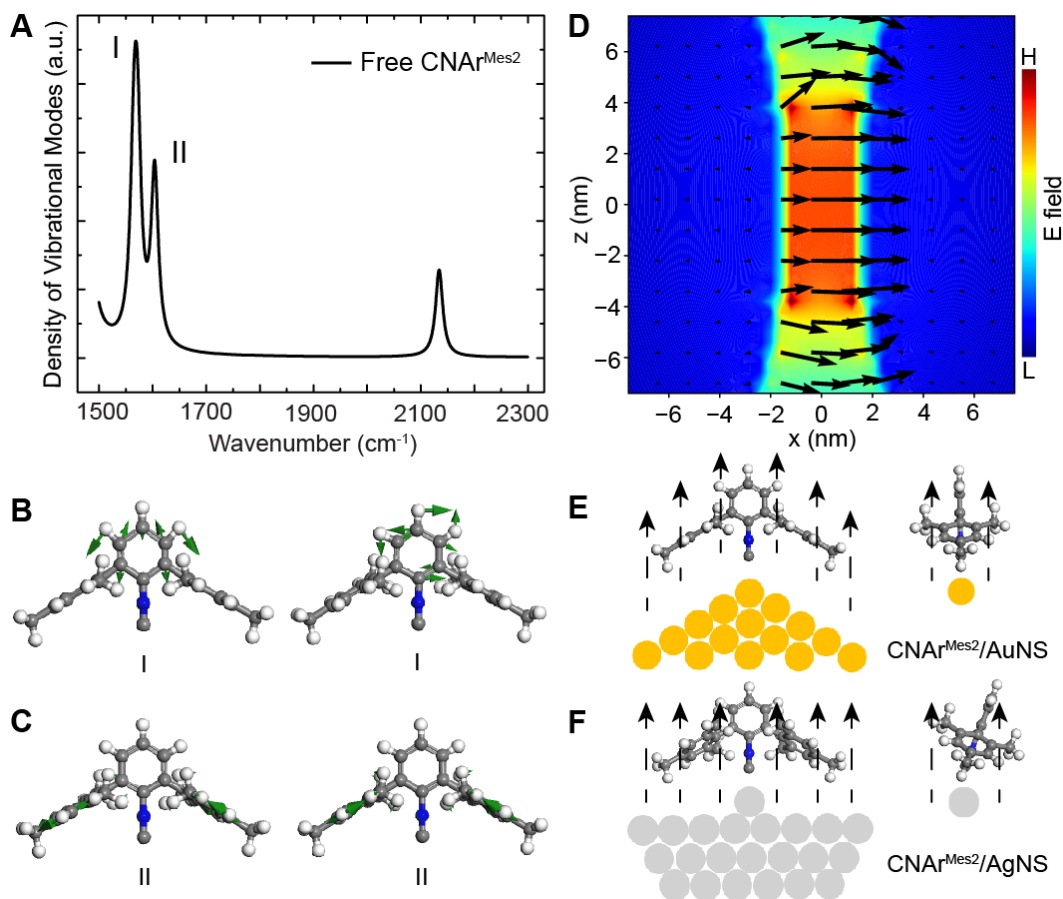 A
Density of Vibrational Modes (a.u.)
I
II
Free CNAr^Mes2
1500
1700
1900
2100
2300
Wavenumber (cm⁻¹)
D
6
4
2
0
−2
−4
−6
z (nm)
−6
−4
−2
0
2
4
6
x (nm)
H
E field
L
B
I
I
C
II
II
E
CNAr^Mes2/AuNS
F
CNAr^Mes2/AgNS